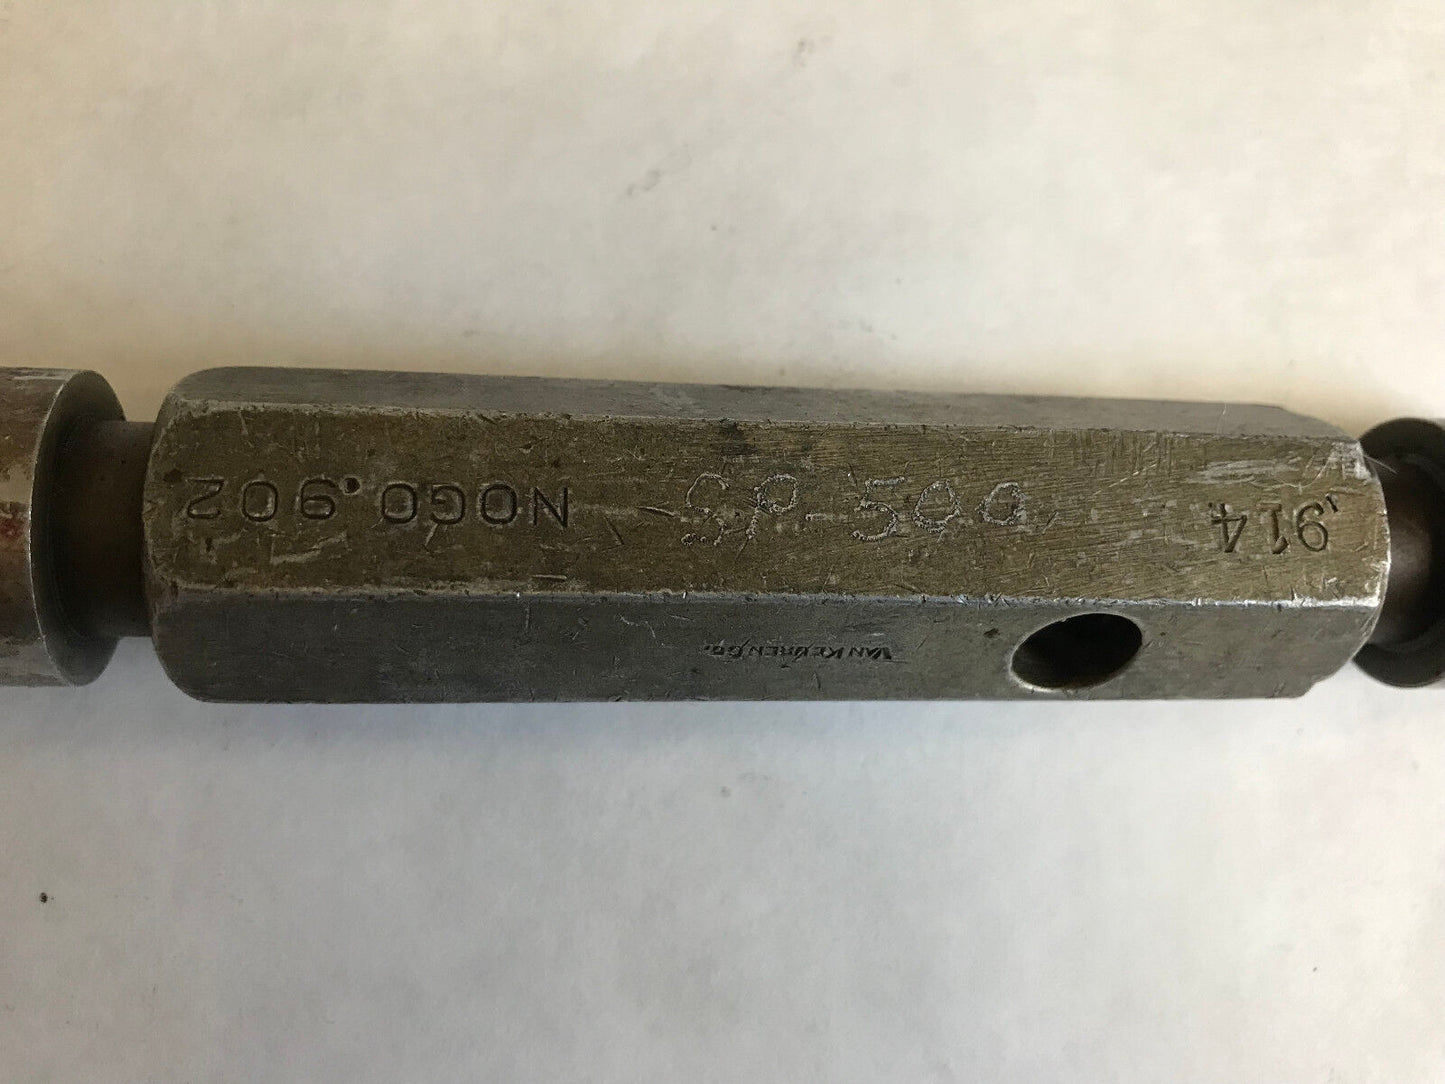 NOGO .902
SP-500
.914
VAN KEUREN CO.